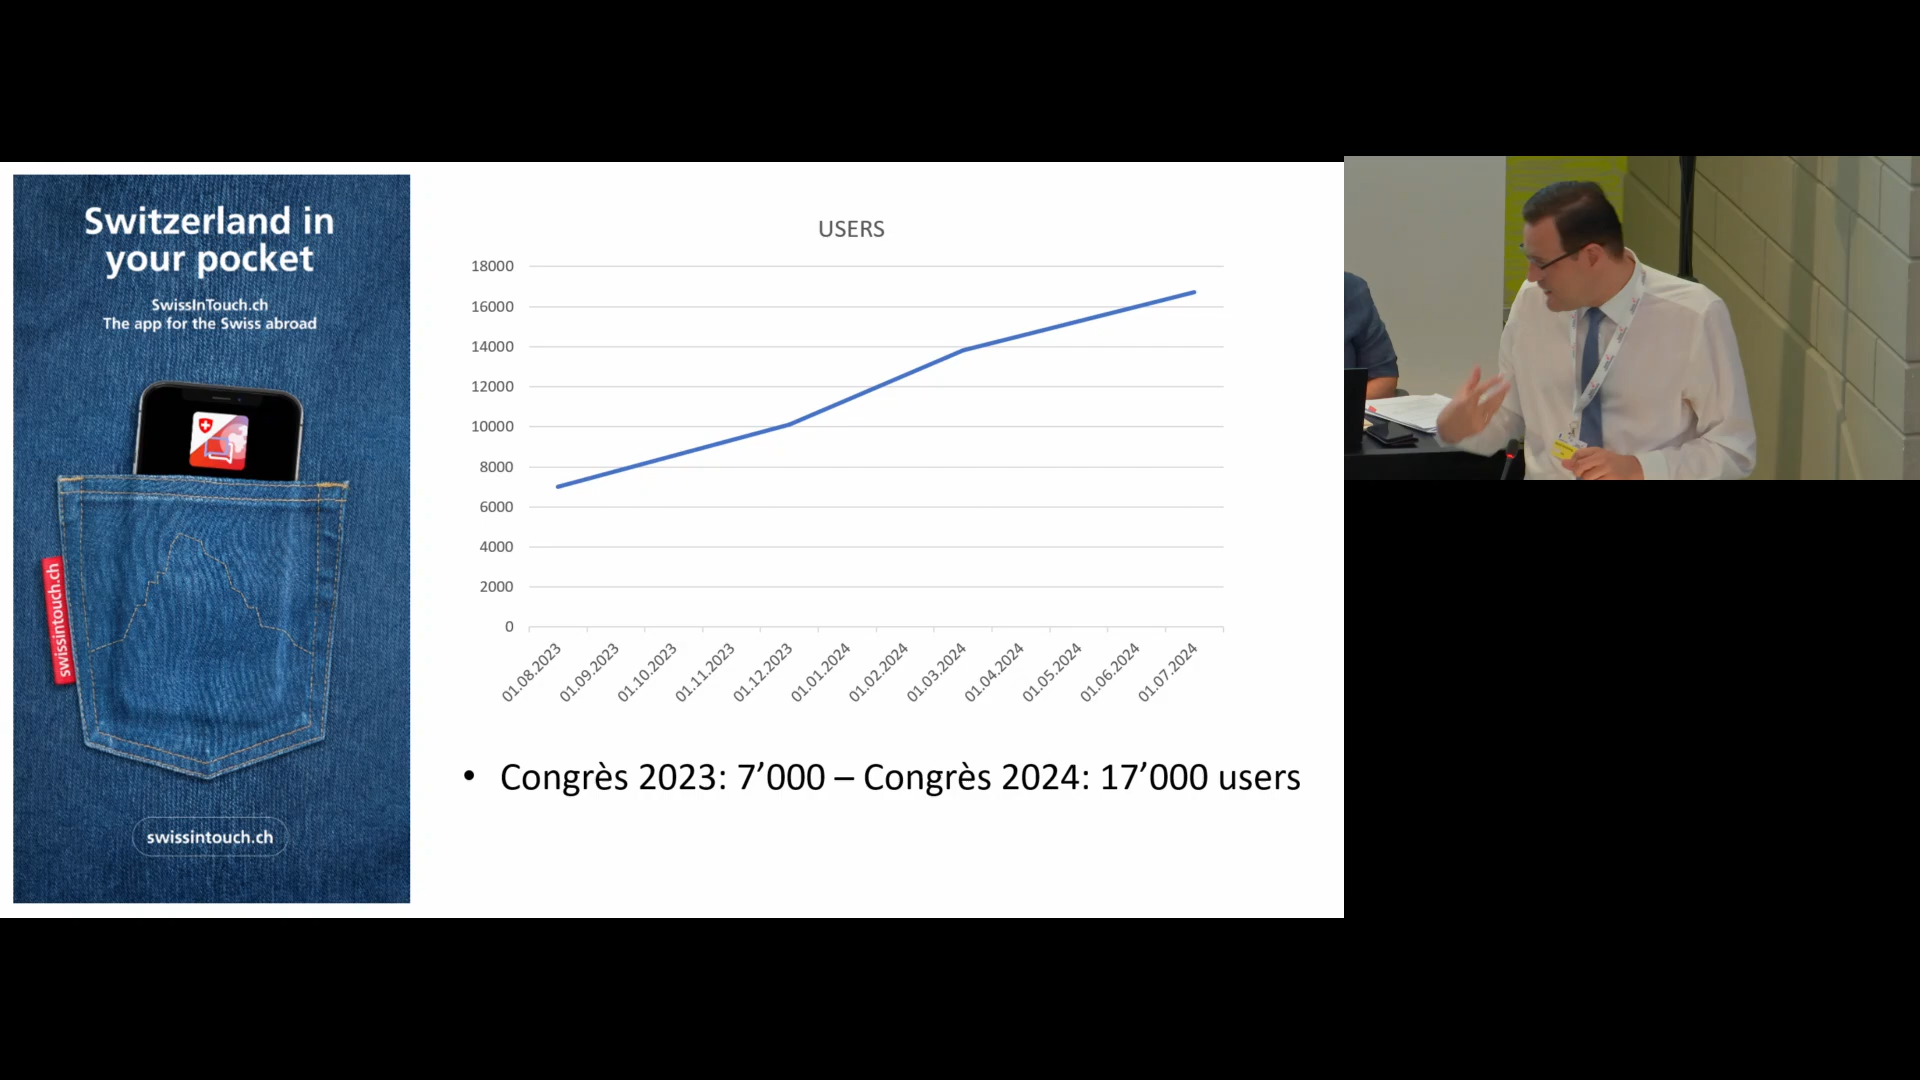 Switzerland in
your pocket
SwissInTouch.ch
The app for the Swiss abroad
swissintouch.ch
swissintouch.ch
USERS
18000
16000
14000
12000
10000
8000
6000
4000
2000
0
01.08.2023
01.09.2023
01.10.2023
01.11.2023
01.12.2023
01.01.2024
01.02.2024
01.03.2024
01.04.2024
01.05.2024
01.06.2024
01.07.2024
• Congrès 2023: 7’000 – Congrès 2024: 17’000 users